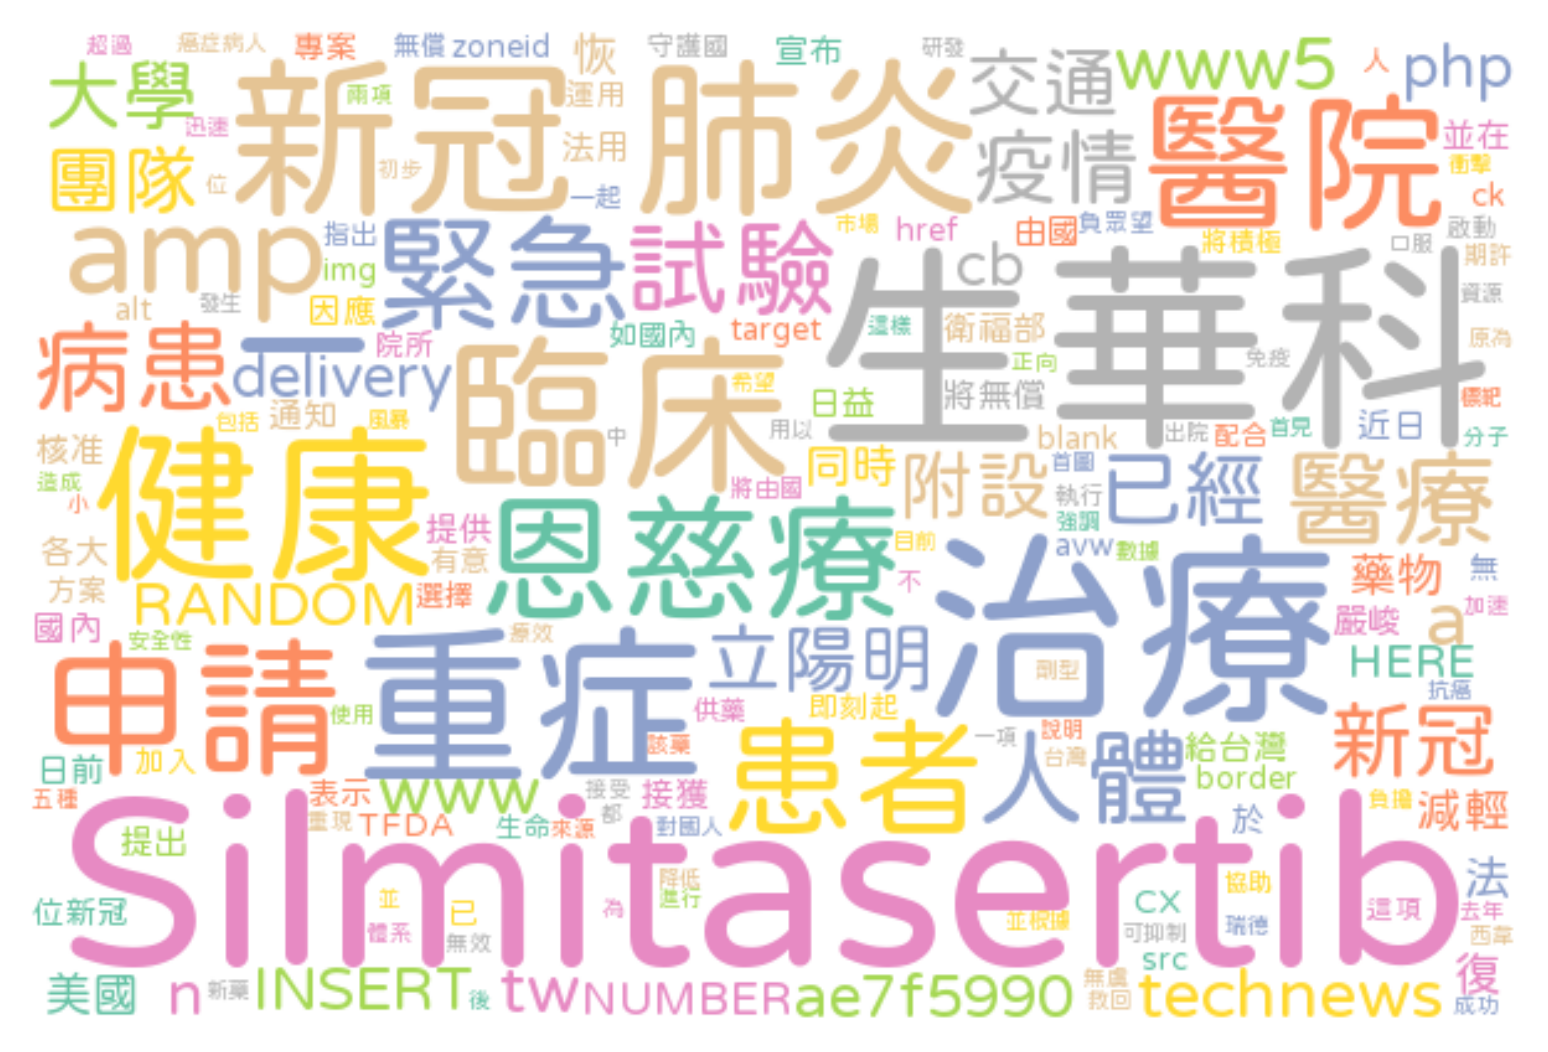 超過 癌症病人 專案 無償 zoneid 恢 守護國 宣布 研發 交通 www5 人 php
大學 新冠 兩項 運用 肺炎 醫院 並在
迅速 法用 疫情 衝擊
團隊 位 初步 一起 ck
amp 指出 緊急 試驗 市場 href 由國 負眾望 將積極 口服 啟動
img 生華科 cb 期許
alt 發生 因應 資源
病患 一 院所 如國內 target 這樣 衛福部 原為
delivery 臨床 希望 正向 免疫
包括 通知 風暴 日益 將無償 標靶
核准 健康 中 用以 blank 出院 配合 首見 近日 分子
造成 同時 附設 首圖 已經 醫療
小 提供 將由國 執行
恩慈療 強調
各大 有意 目前 avw 數據
方案 RANDOM 選擇 不 治療 藥物 無
國內 安全性 療效 嚴峻 a 加速
申請 重症 立陽明 劑型 HERE
使用 供藥 即刻起 抗癌
日前 加入 該藥 患者 一項 說明 人體 給台灣 新冠
台灣 border
五種 表示 www 接受 接獲 負擔 減輕
重現 TFDA 生命 來源 都 對國人 於
提出 Silmitasertib
降低 協助 法
位新冠 並 已 為 進行 cx 這項 去年
體系 無效 並根據 可抑制 瑞德 西韋
src
美國 n 新藥 INSERT 後 tw NUMBER ae7f5990 無虞 technews 復
救回 成功